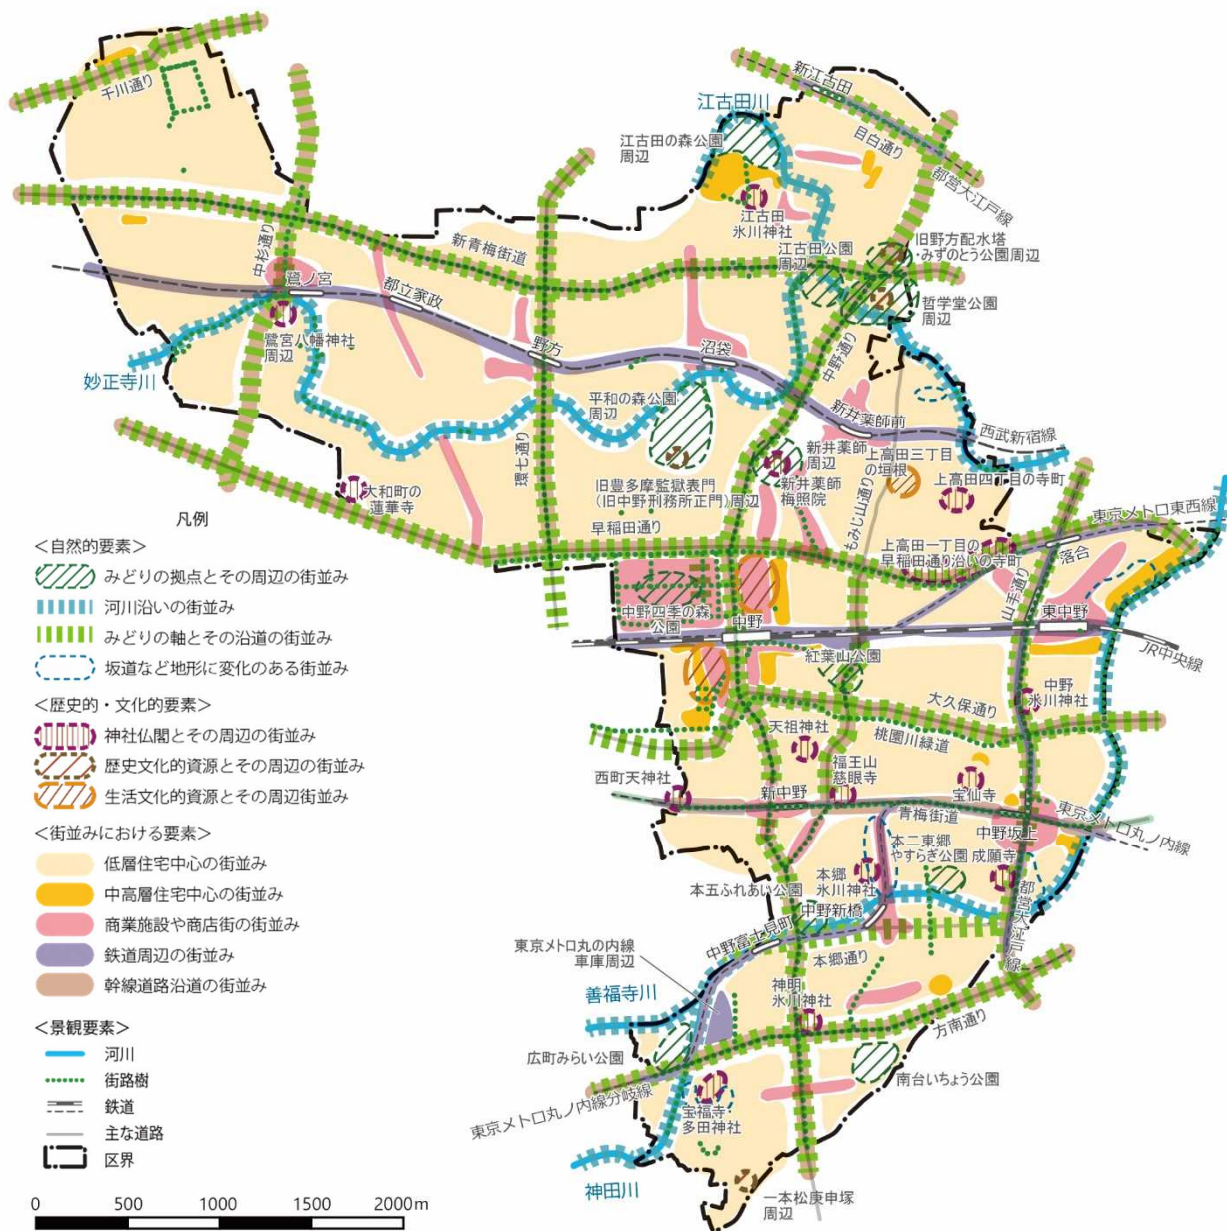 千川通り
新江古田
江古田川
江古田の森公園
周辺
目白通り
都営大江戸線
江古田
氷川神社
中杉通り
新青梅街道
江古田公園
周辺
旧野方配水塔
・みずのとう公園周辺
鷺ノ宮
都立家政
哲学堂公園
周辺
鷺宮八幡神社
周辺
野方
沼袋
中野通り
妙正寺川
平和の森公園
周辺
新井薬師前
西武新宿線
環七通り
新井薬師
周辺
上高田三丁目
の垣根
上高田四丁目の寺町
大和町の
蓮華寺
旧豊多摩監獄表門
(旧中野刑務所正門)周辺
新井薬師
梅照院
もみじ山通り
東京メトロ東西線
早稲田通り
上高田一丁目の
早稲田通り沿いの寺町
落合
山手通り
中野四季の森
公園
中野
東中野
JR中央線
紅葉山公園
大久保通り
中野
氷川神社
天祖神社
桃園川緑道
西町天神社
福王山
慈眼寺
新中野
宝仙寺
青梅街道
中野坂上
東京メトロ丸ノ内線
本二東郷
やすらぎ公園
成願寺
本郷
氷川神社
本五ふれあい公園
中野新橋
都営大江戸線
中野富士見町
本郷通り
東京メトロ丸の内線
車庫周辺
善福寺川
神明
氷川神社
方南通り
広町みらい公園
南台いちょう公園
東京メトロ丸ノ内線分岐線
宝福寺・
多田神社
神田川
一本松庚申塚
周辺
凡例
＜自然的要素＞
みどりの拠点とその周辺の街並み
河川沿いの街並み
みどりの軸とその沿道の街並み
坂道など地形に変化のある街並み
＜歴史的・文化的要素＞
神社仏閣とその周辺の街並み
歴史文化的資源とその周辺の街並み
生活文化的資源とその周辺街並み
＜街並みにおける要素＞
低層住宅中心の街並み
中高層住宅中心の街並み
商業施設や商店街の街並み
鉄道周辺の街並み
幹線道路沿道の街並み
＜景観要素＞
河川
街路樹
鉄道
主な道路
区界
0 500 1000 1500 2000m